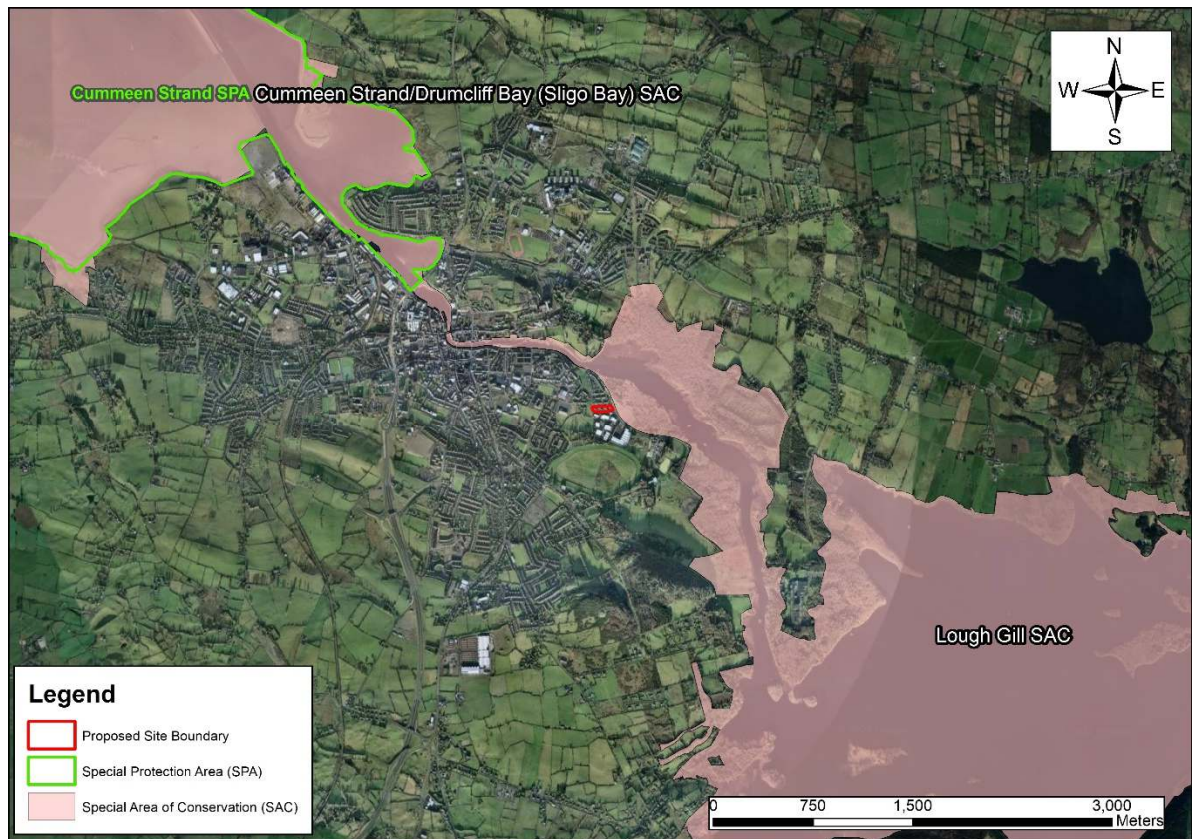 N
W E
S
Cummeen Strand SPA Cummeen Strand/Drumcliff Bay (Sligo Bay) SAC
Lough Gill SAC
Legend
Proposed Site Boundary
Special Protection Area (SPA)
Special Area of Conservation (SAC)
0 750 1,500 3,000
Meters